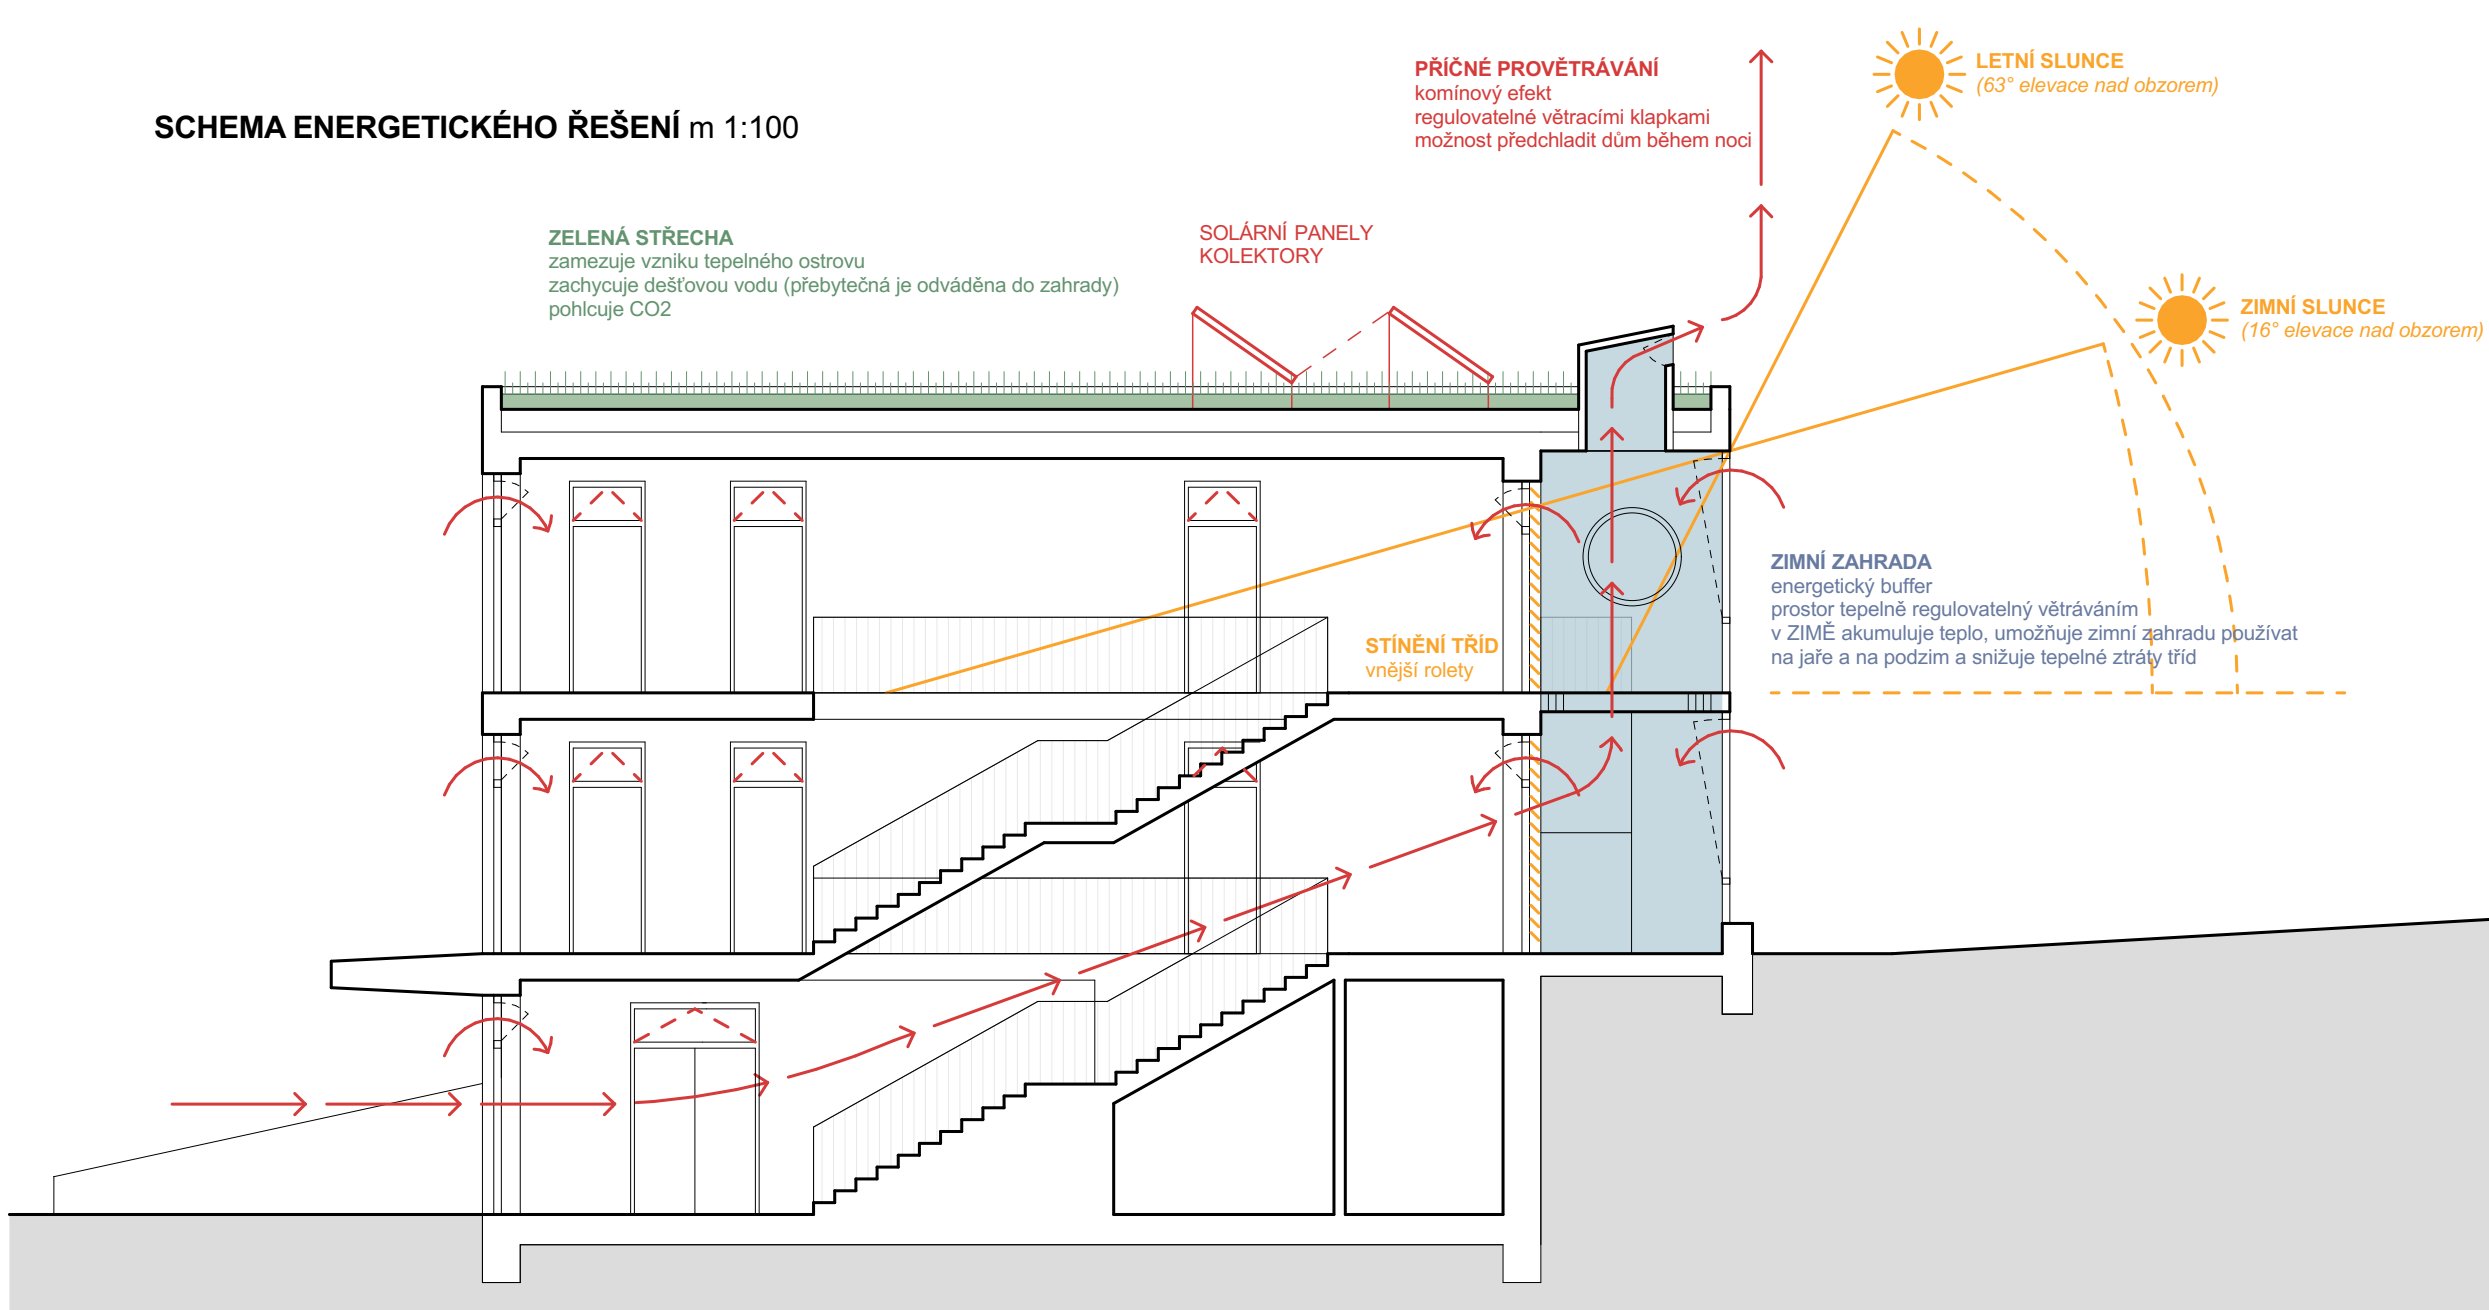 SCHEMA ENERGETICKÉHO ŘEŠENÍ m 1:100
PŘÍČNÉ PROVĚTRÁVÁNÍ
komínový efekt
regulovatelné větracími klapkami
možnost předchladit dům během noci
LETNÍ SLUNCE
(63° elevace nad obzorem)
ZELENÁ STŘECHA
zamezuje vzniku tepelného ostrovu
zachycuje dešťovou vodu (přebytečná je odváděna do zahrady)
pohlcuje CO2
SOLÁRNÍ PANELY
KOLEKTORY
ZIMNÍ SLUNCE
(16° elevace nad obzorem)
ZIMNÍ ZAHRADA
energetický buffer
prostor tepelně regulovatelný větráváním
v ZIMĚ akumuluje teplo, umožňuje zimní zahradu používat
na jaře a na podzim a snižuje tepelné ztráty tříd
STÍNĚNÍ TŘÍD
vnější rolety